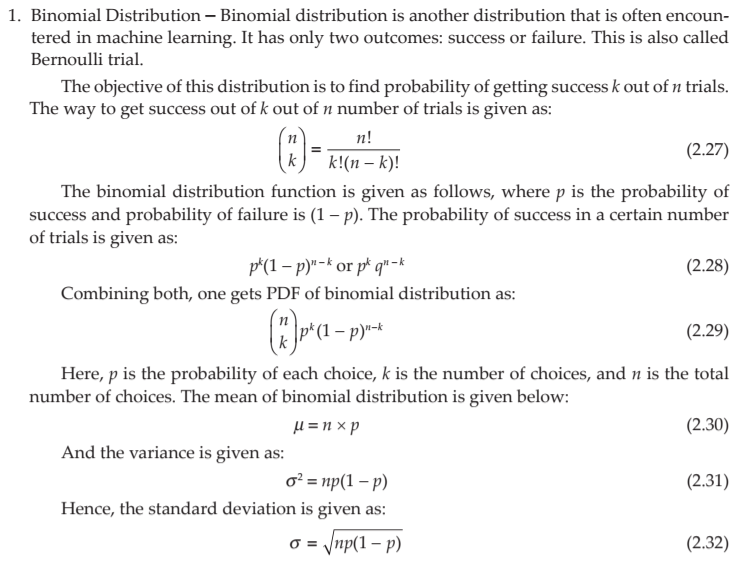 1. Binomial Distribution – Binomial distribution is another distribution that is often encoun-
tered in machine learning. It has only two outcomes: success or failure. This is also called
Bernoulli trial.
The objective of this distribution is to find probability of getting success k out of n trials.
The way to get success out of k out of n number of trials is given as:
$\binom{n}{k} = \frac{n!}{k!(n-k)!}$ (2.27)
The binomial distribution function is given as follows, where p is the probability of
success and probability of failure is (1 – p). The probability of success in a certain number
of trials is given as:
$p^k(1-p)^{n-k}$ or $p^k q^{n-k}$ (2.28)
Combining both, one gets PDF of binomial distribution as:
$\binom{n}{k} p^k(1-p)^{n-k}$ (2.29)
Here, p is the probability of each choice, k is the number of choices, and n is the total
number of choices. The mean of binomial distribution is given below:
$\mu = n \times p$ (2.30)
And the variance is given as:
$\sigma^2 = np(1-p)$ (2.31)
Hence, the standard deviation is given as:
$\sigma = \sqrt{np(1-p)}$ (2.32)